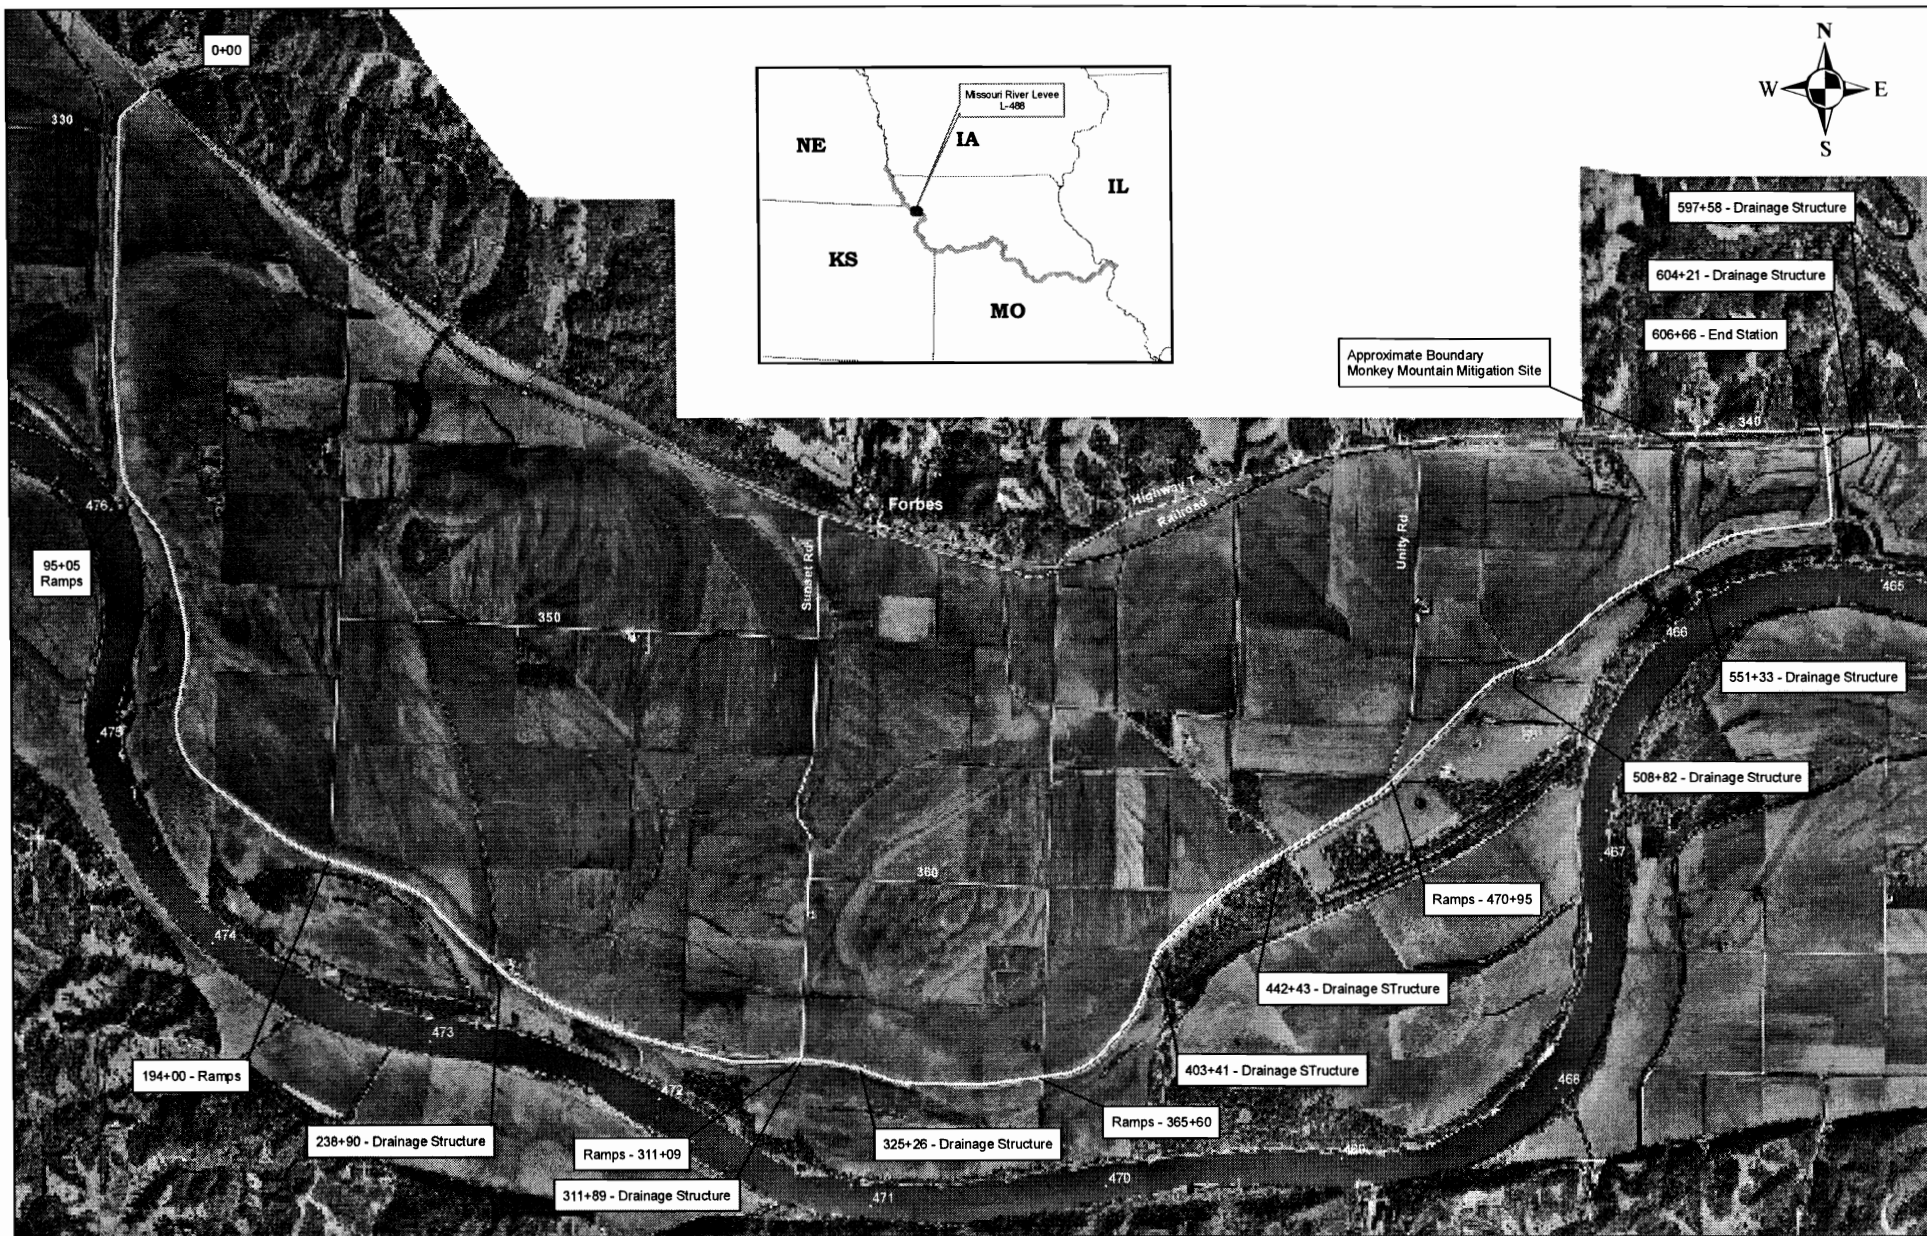 0+00
N
W
E
S
330
Missouri River Levee
L-488
NE
IA
IL
KS
MO
597+58 - Drainage Structure
604+21 - Drainage Structure
606+66 - End Station
Approximate Boundary
Monkey Mountain Mitigation Site
340
476
Forbes
Highway T
Railroad
Sunset Rd
Unity Rd
95+05
Ramps
465
350
466
551+33 - Drainage Structure
475
508+82 - Drainage Structure
467
360
Ramps - 470+95
474
442+43 - Drainage STructure
473
194+00 - Ramps
472
403+41 - Drainage STructure
468
238+90 - Drainage Structure
Ramps - 311+09
325+26 - Drainage Structure
Ramps - 365+60
469
470
471
311+89 - Drainage Structure